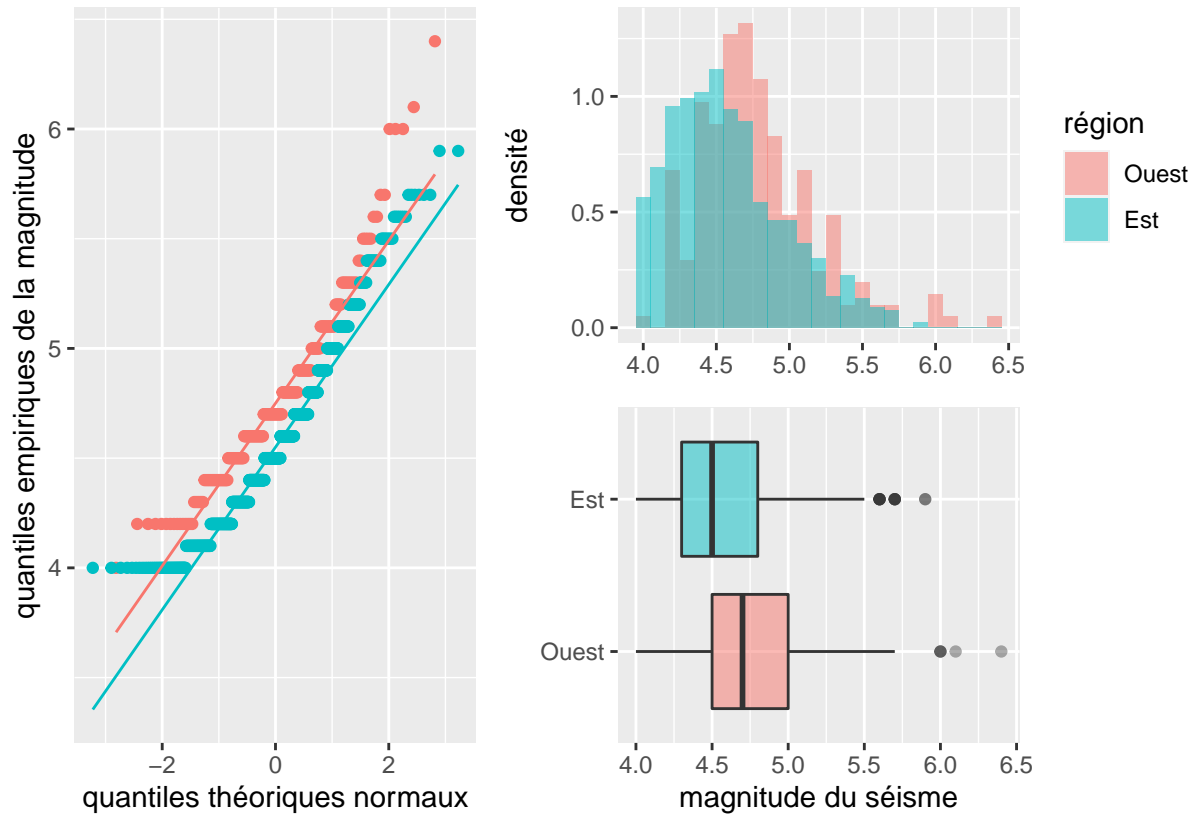 quantiles empiriques de la magnitude
6
5
4
−2
0
2
quantiles théoriques normaux
densité
1.0
0.5
0.0
4.0
4.5
5.0
5.5
6.0
6.5
région
Ouest
Est
Est
Ouest
4.0
4.5
5.0
5.5
6.0
6.5
magnitude du séisme